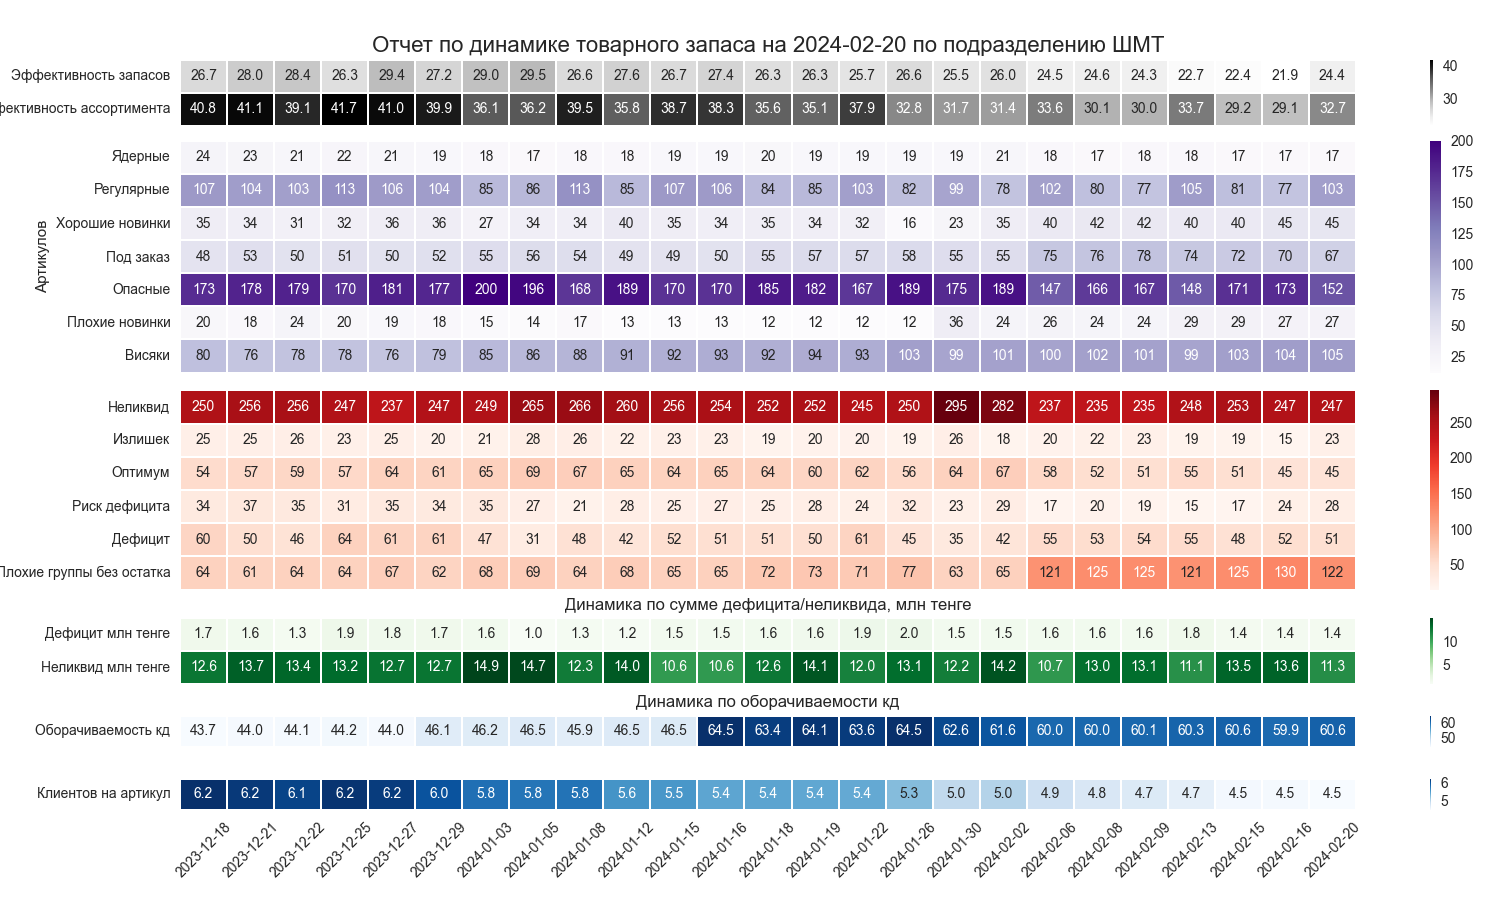 Отчет по динамике товарного запаса на 2024-02-20 по подразделению ШМТ
Эффективность запасов 26.7 28.0 28.4 26.3 29.4 27.2 29.0 29.5 26.6 27.6 26.7 27.4 26.3 26.3 25.7 26.6 25.5 26.0 24.5 24.6 24.3 22.7 22.4 21.9 24.4
фективность ассортимента 40.8 41.1 39.1 41.7 41.0 39.9 36.1 36.2 39.5 35.8 38.7 38.3 35.6 35.1 37.9 32.8 31.7 31.4 33.6 30.1 30.0 33.7 29.2 29.1 32.7
40
30
Артикулов
Ядерные 24 23 21 22 21 19 18 17 18 18 19 19 20 19 19 19 19 21 18 17 18 18 17 17 17
Регулярные 107 104 103 113 106 104 85 86 113 85 107 106 84 85 103 82 99 78 102 80 77 105 81 77 103
Хорошие новинки 35 34 31 32 36 36 27 34 34 40 35 34 35 34 32 16 23 35 40 42 42 40 40 45 45
Под заказ 48 53 50 51 50 52 55 56 54 49 49 50 55 57 57 58 55 55 75 76 78 74 72 70 67
Опасные 173 178 179 170 181 177 200 196 168 189 170 170 185 182 167 189 175 189 147 166 167 148 171 173 152
Плохие новинки 20 18 24 20 19 18 15 14 17 13 13 13 12 12 12 12 36 24 26 24 24 29 29 27 27
Висяки 80 76 78 78 76 79 85 86 88 91 92 93 92 94 93 103 99 101 100 102 101 99 103 104 105
200
175
150
125
100
75
50
25
Неликвид 250 256 256 247 237 247 249 265 266 260 256 254 252 252 245 250 295 282 237 235 235 248 253 247 247
Излишек 25 25 26 23 25 20 21 28 26 22 23 23 19 20 20 19 26 18 20 22 23 19 19 15 23
Оптимум 54 57 59 57 64 61 65 69 67 65 64 65 64 60 62 56 64 67 58 52 51 55 51 45 45
Риск дефицита 34 37 35 31 35 34 35 27 21 28 25 27 25 28 24 32 23 29 17 20 19 15 17 24 28
Дефицит 60 50 46 64 61 61 47 31 48 42 52 51 51 50 61 45 35 42 55 53 54 55 48 52 51
Плохие группы без остатка 64 61 64 64 67 62 68 69 64 68 65 65 72 73 71 77 63 65 121 125 125 121 125 130 122
250
200
150
100
50
Динамика по сумме дефицита/неликвида, млн тенге
Дефицит млн тенге 1.7 1.6 1.3 1.9 1.8 1.7 1.6 1.0 1.3 1.2 1.5 1.5 1.6 1.6 1.9 2.0 1.5 1.5 1.6 1.6 1.6 1.8 1.4 1.4 1.4
Неликвид млн тенге 12.6 13.7 13.4 13.2 12.7 12.7 14.9 14.7 12.3 14.0 10.6 10.6 12.6 14.1 12.0 13.1 12.2 14.2 10.7 13.0 13.1 11.1 13.5 13.6 11.3
10
5
Динамика по оборачиваемости кд
Оборачиваемость кд 43.7 44.0 44.1 44.2 44.0 46.1 46.2 46.5 45.9 46.5 46.5 64.5 63.4 64.1 63.6 64.5 62.6 61.6 60.0 60.0 60.1 60.3 60.6 59.9 60.6
60
50
Клиентов на артикул 6.2 6.2 6.1 6.2 6.2 6.0 5.8 5.8 5.8 5.6 5.5 5.4 5.4 5.4 5.4 5.3 5.0 5.0 4.9 4.8 4.7 4.7 4.5 4.5 4.5
6
5
2023-12-18 2023-12-21 2023-12-22 2023-12-25 2023-12-27 2023-12-29 2024-01-03 2024-01-05 2024-01-08 2024-01-12 2024-01-15 2024-01-16 2024-01-18 2024-01-19 2024-01-22 2024-01-26 2024-01-30 2024-02-02 2024-02-06 2024-02-08 2024-02-09 2024-02-13 2024-02-15 2024-02-16 2024-02-20